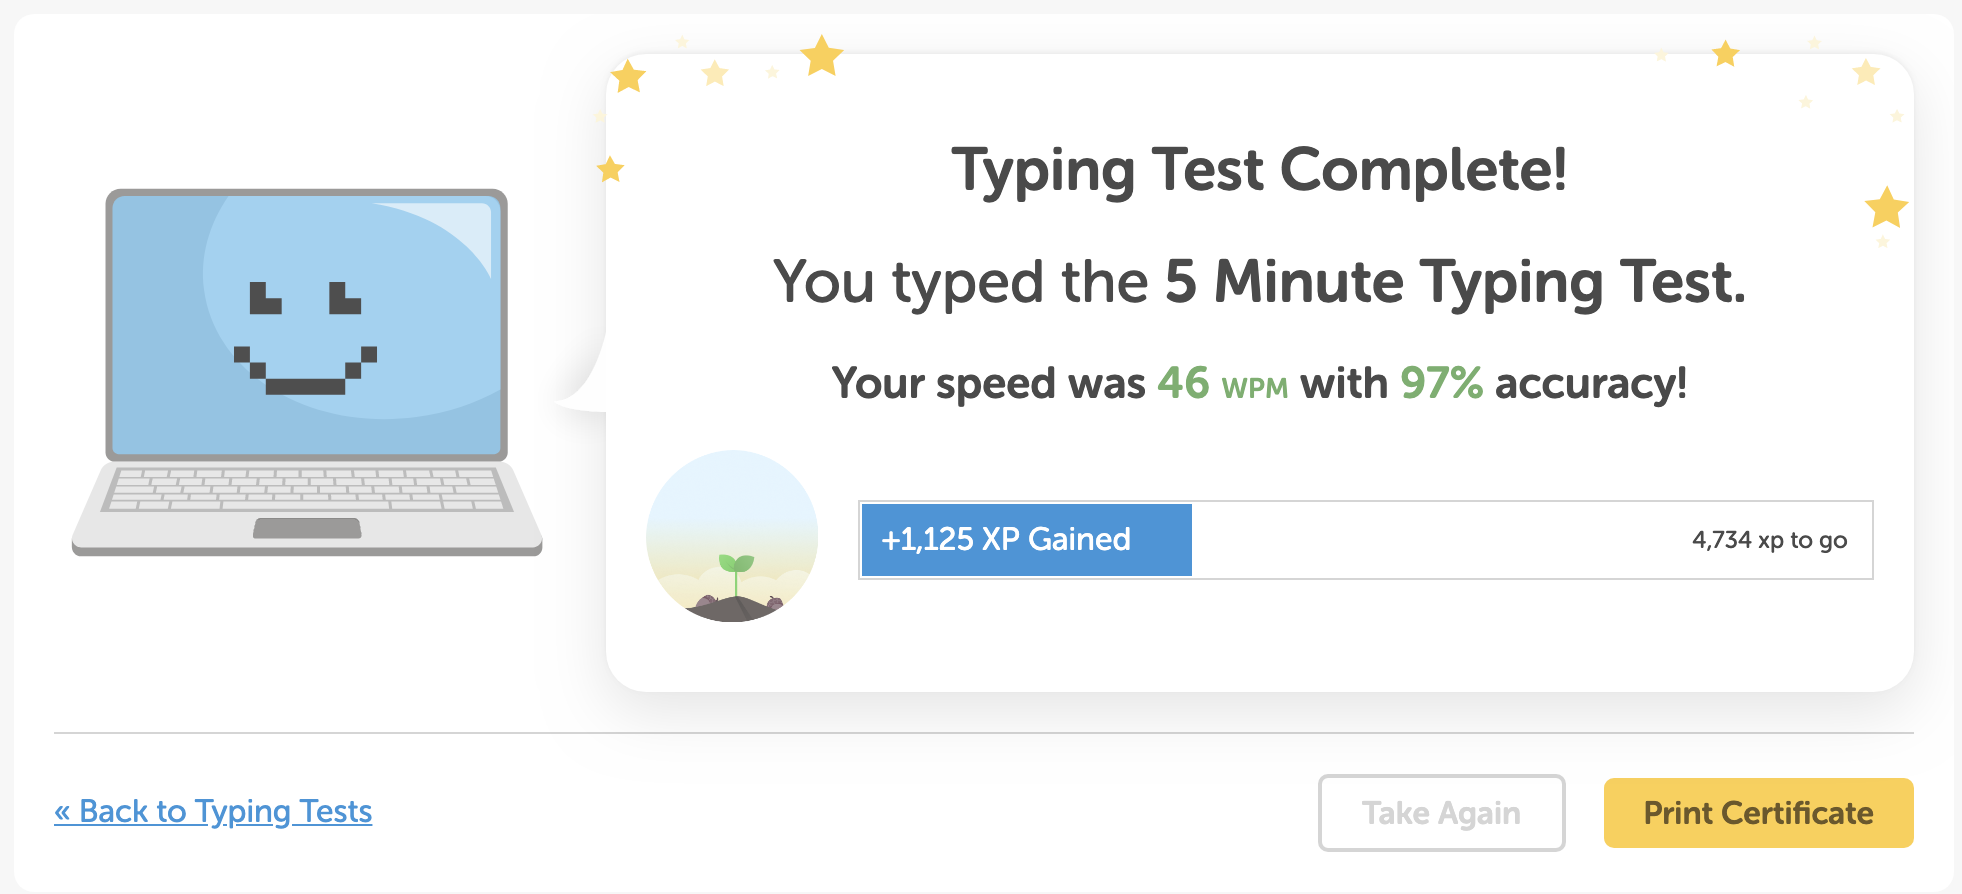 Typing Test Complete!
You typed the 5 Minute Typing Test.
Your speed was 46 WPM with 97% accuracy!
+1,125 XP Gained
4,734 xp to go
« Back to Typing Tests
Take Again
Print Certificate